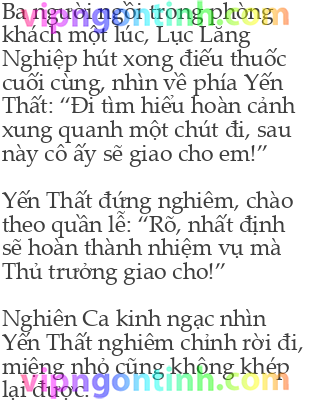 Ba người ngồi trong phòng
khách một lúc, Lục Lăng
Nghiệp hút xong điếu thuốc
cuối cùng, nhìn về phía Yến
Thất: “Đi tìm hiểu hoàn cảnh
xung quanh một chút đi, sau
này cô ấy sẽ giao cho em!”
Yến Thất đứng nghiêm, chào
theo quần lễ: “Rõ, nhất định
sẽ hoàn thành nhiệm vụ mà
Thủ trưởng giao cho!”
Nghiên Ca kinh ngạc nhìn
Yến Thất nghiêm chỉnh rời đi,
miệng nhỏ cũng không khép
lại được.
vipngontinh.com
vipngontinh.com